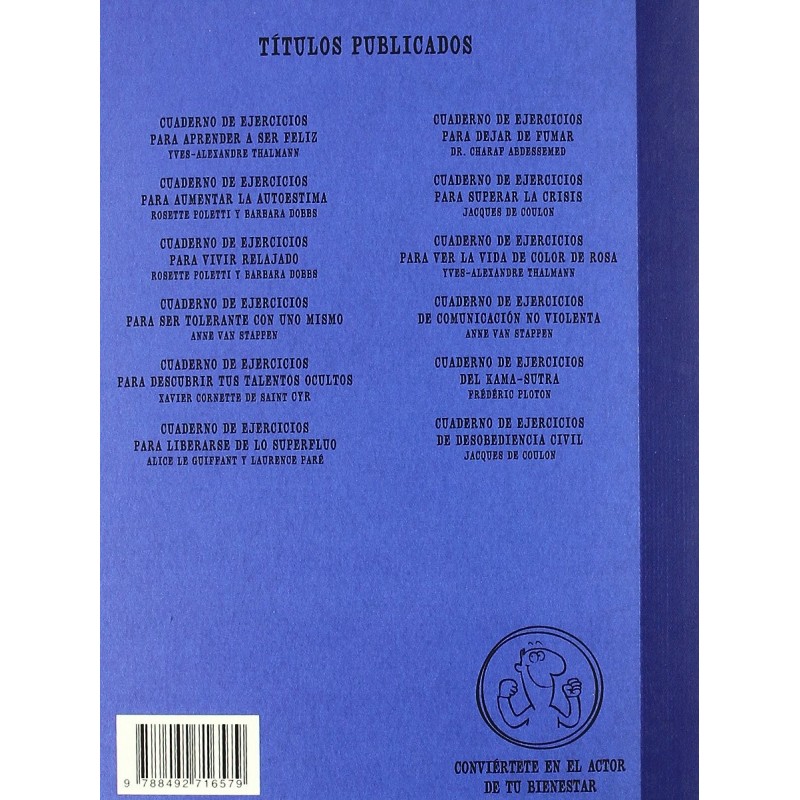 TÍTULOS PUBLICADOS
CUADERNO DE EJERCICIOS
PARA APRENDER A SER FELIZ
YVES-ALEXANDRE THALMANN
CUADERNO DE EJERCICIOS
PARA AUMENTAR LA AUTOESTIMA
ROSETTE POLETTI Y BARBARA DOBBS
CUADERNO DE EJERCICIOS
PARA VIVIR RELAJADO
ROSETTE POLETTI Y BARBARA DOBBS
CUADERNO DE EJERCICIOS
PARA SER TOLERANTE CON UNO MISMO
ANNE VAN STAPPEN
CUADERNO DE EJERCICIOS
PARA DESCUBRIR TUS TALENTOS OCULTOS
XAVIER CORNETTE DE SAINT CYR
CUADERNO DE EJERCICIOS
PARA LIBERARSE DE LO SUPERFLUO
ALICE LE GUIFFANT Y LAURENCE PARÉ
CUADERNO DE EJERCICIOS
PARA DEJAR DE FUMAR
DR. CHARAF ABDESSEMED
CUADERNO DE EJERCICIOS
PARA SUPERAR LA CRISIS
JACQUES DE COULON
CUADERNO DE EJERCICIOS
PARA VER LA VIDA DE COLOR DE ROSA
YVES-ALEXANDRE THALMANN
CUADERNO DE EJERCICIOS
DE COMUNICACIÓN NO VIOLENTA
ANNE VAN STAPPEN
CUADERNO DE EJERCICIOS
DEL KAMA-SUTRA
FRÉDÉRIC PLOTON
CUADERNO DE EJERCICIOS
DE DESOBEDIENCIA CIVIL
JACQUES DE COULON
9 788492 716579
CONVIÉRTETE EN EL ACTOR
DE TU BIENESTAR